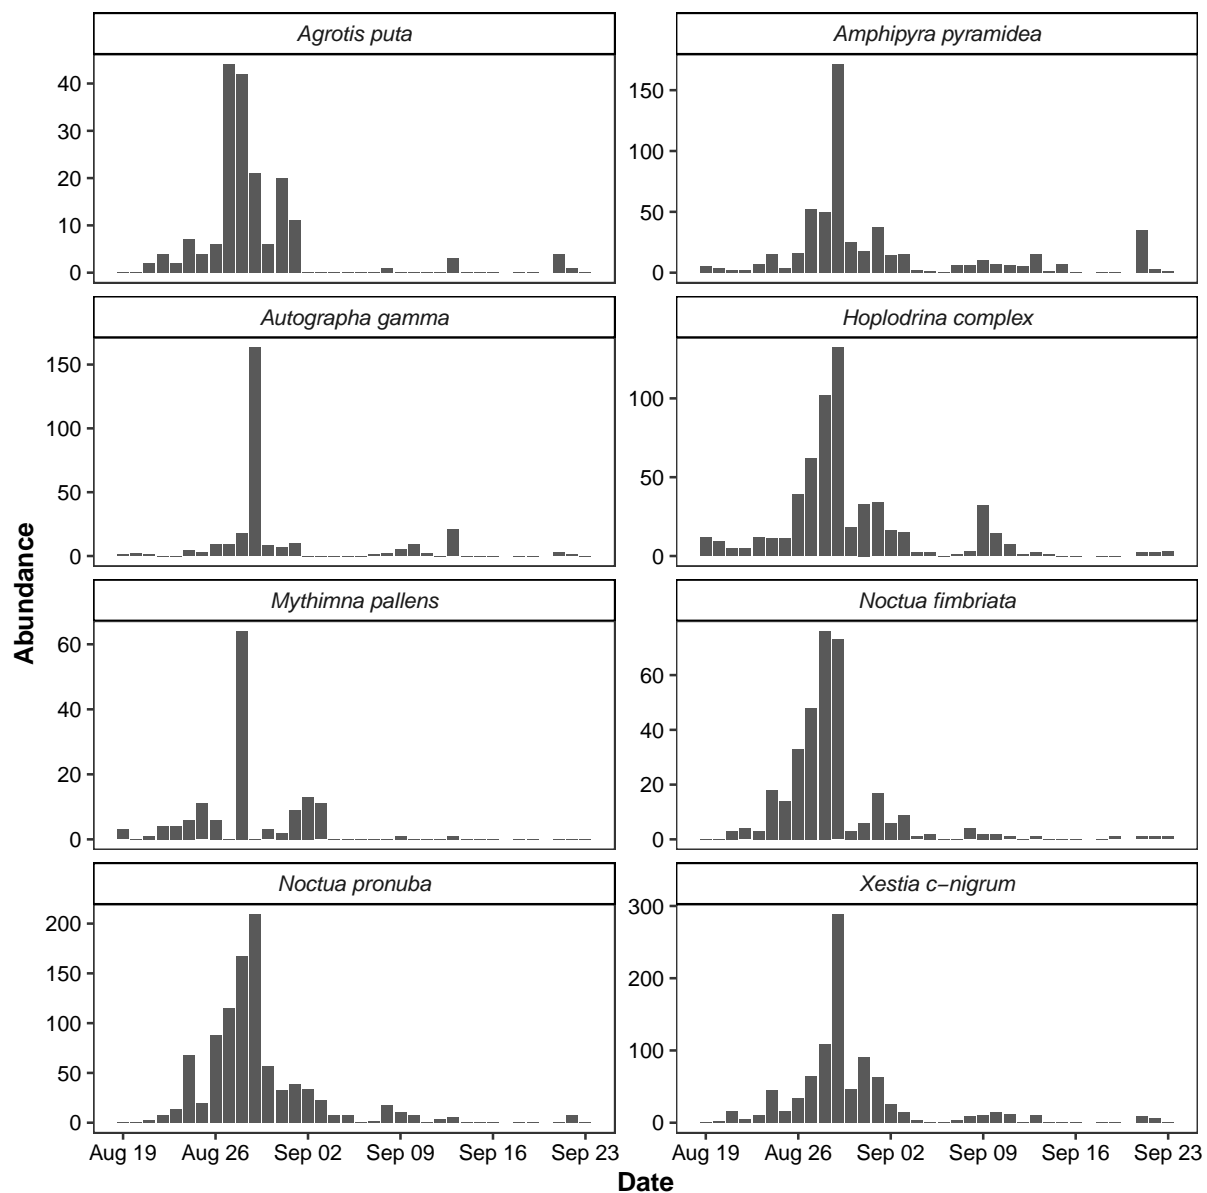 Agrotis puta
Amphipyra pyramidea
40
30
20
10
0
150
100
50
0
Autographa gamma
Hoplodrina complex
150
100
50
0
100
50
0
Mythimna pallens
Noctua fimbriata
60
40
20
0
60
40
20
0
Noctua pronuba
Xestia c−nigrum
200
150
100
50
0
300
200
100
0
Aug 19 Aug 26 Sep 02 Sep 09 Sep 16 Sep 23
Aug 19 Aug 26 Sep 02 Sep 09 Sep 16 Sep 23
Abundance
Date